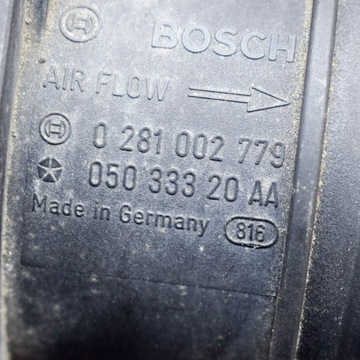 BOSCH
AIR FLOW
0 281 002 779
050 333 20 AA
Made in Germany 816